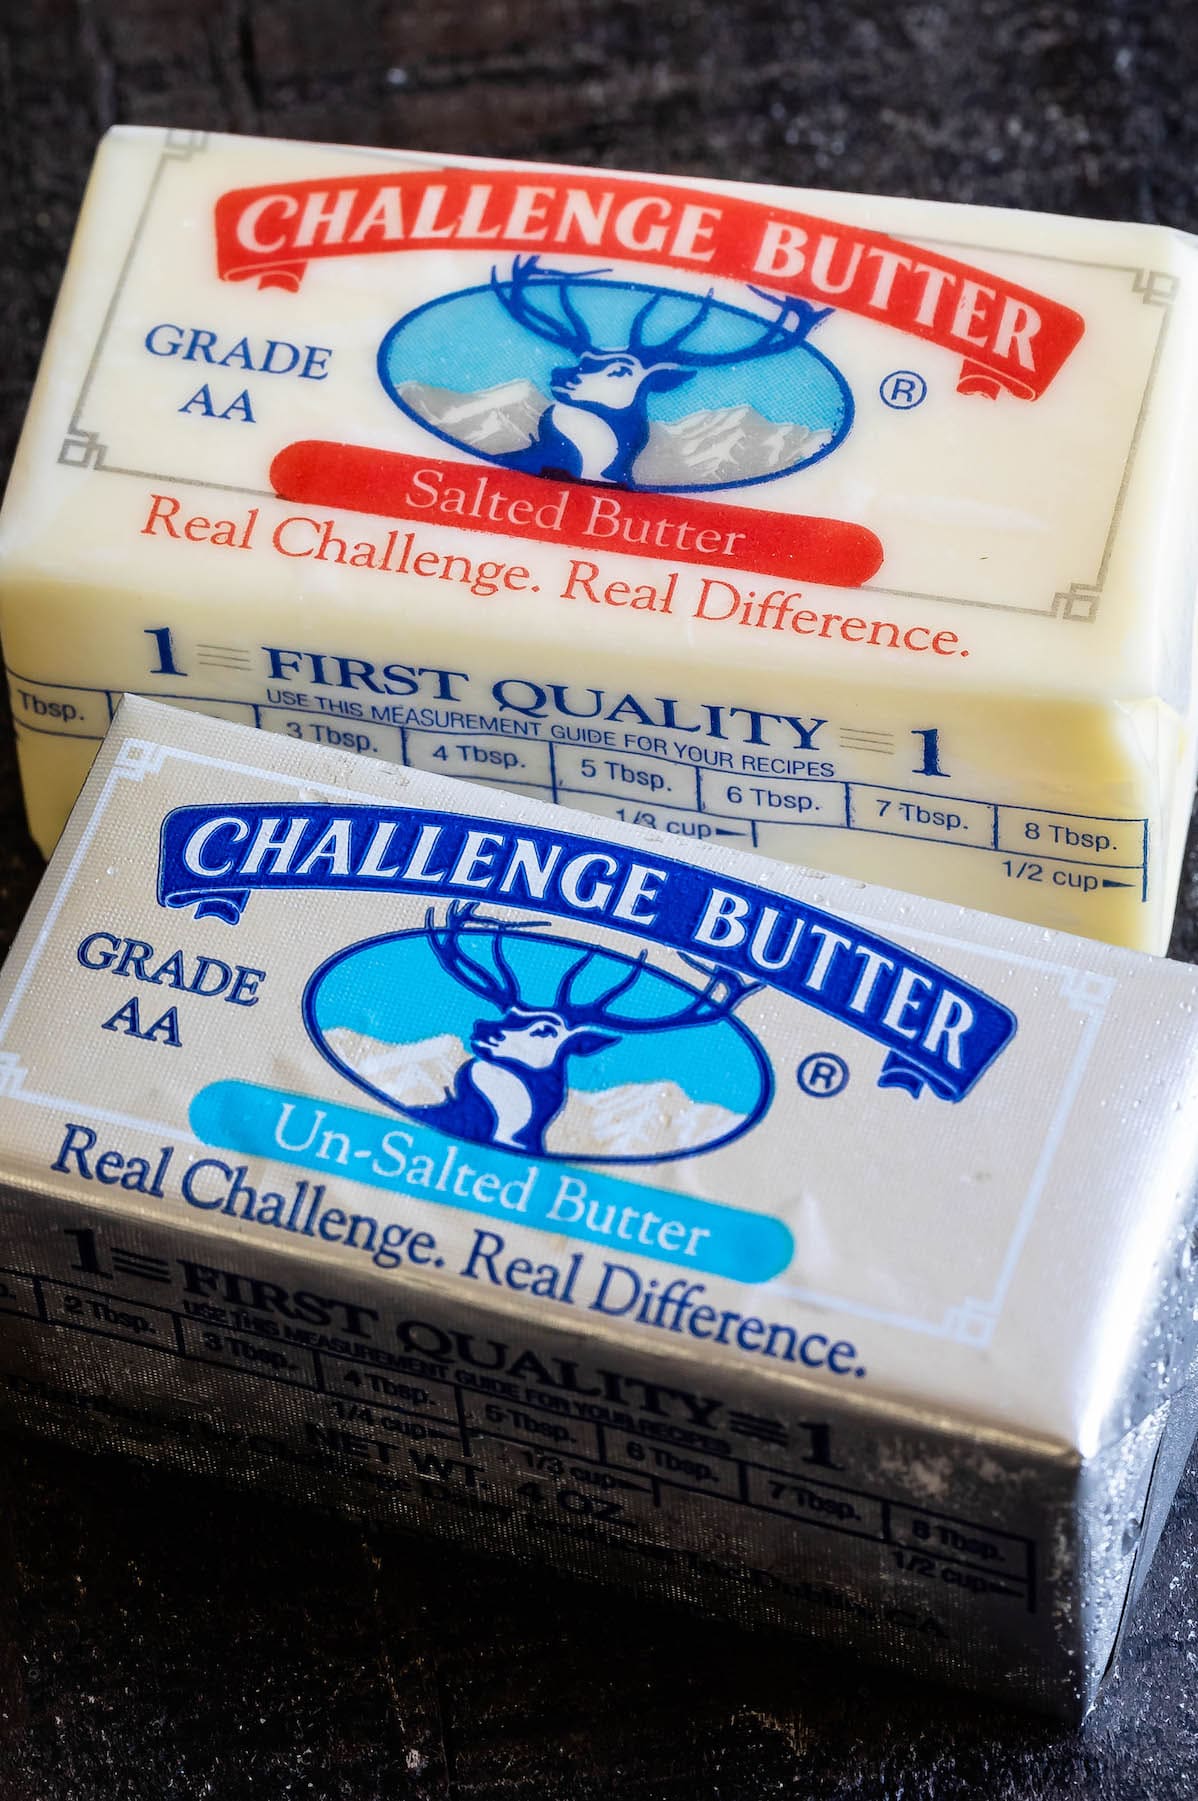 CHALLENGE BUTTER
GRADE
AA
®
Salted Butter
Real Challenge. Real Difference.
1 FIRST QUALITY 1
USE THIS MEASUREMENT GUIDE FOR YOUR RECIPES
Tbsp. 3 Tbsp. 4 Tbsp. 5 Tbsp. 6 Tbsp. 7 Tbsp. 8 Tbsp.
1/3 cup
1/2 cup
CHALLENGE BUTTER
GRADE
AA
®
Un-Salted Butter
Real Challenge. Real Difference.
1 FIRST QUALITY 1
USE THIS MEASUREMENT GUIDE FOR YOUR RECIPES
2 Tbsp. 3 Tbsp. 4 Tbsp. 5 Tbsp. 6 Tbsp. 7 Tbsp. 8 Tbsp.
1/4 cup 1/3 cup 1/2 cup
NET WT. 4 OZ.
CA